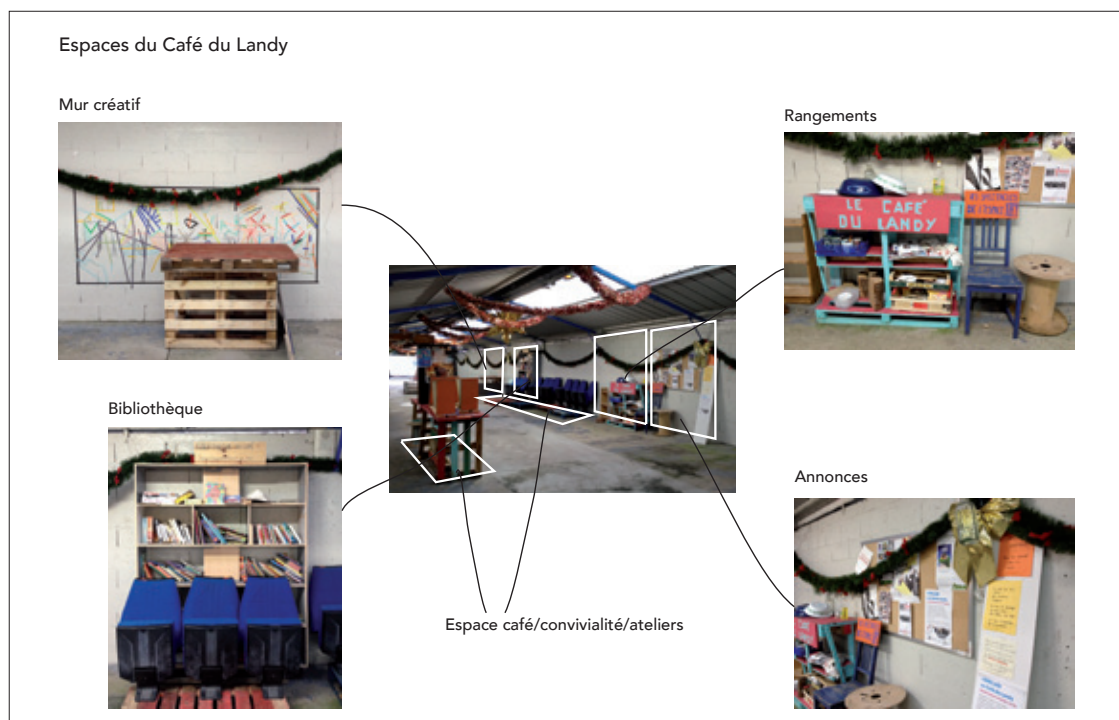 Espaces du Café du Landy
Mur créatif
Rangements
LE CAFÉ
DU LANDY
Bibliothèque
Annonces
Espace café/convivialité/ateliers